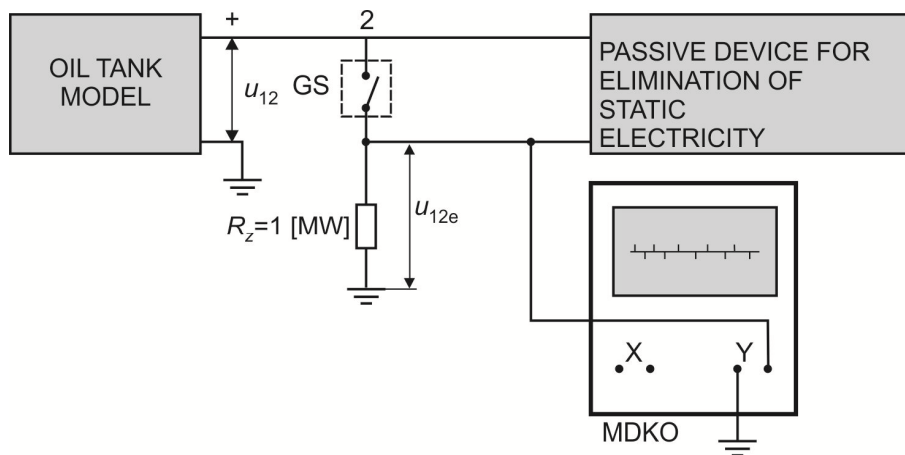 OIL TANK
MODEL
+
2
u12
GS
PASSIVE DEVICE FOR
ELIMINATION OF
STATIC
ELECTRICITY
Rz=1 [MW]
u12e
X
Y
MDKO